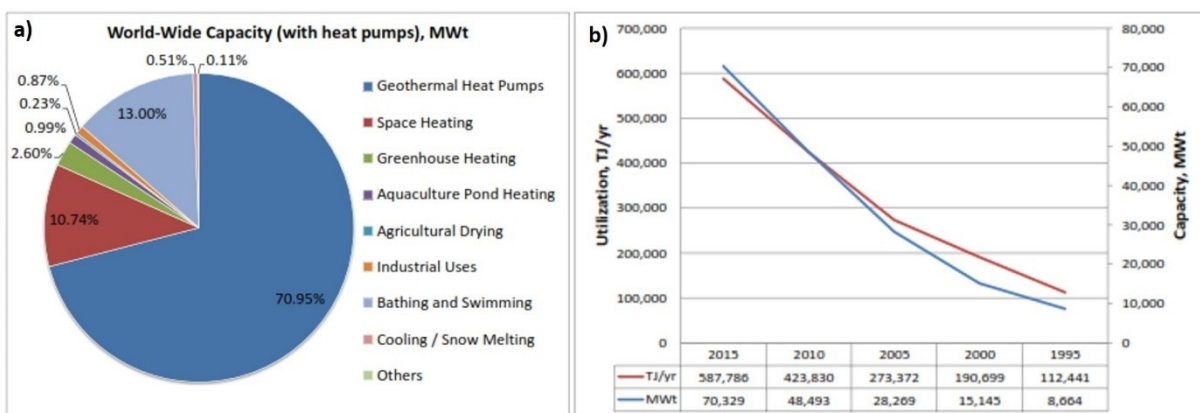 a)
World-Wide Capacity (with heat pumps), MWt
0.51%
0.11%
0.87%
0.23%
0.99%
2.60%
13.00%
10.74%
70.95%
Geothermal Heat Pumps
Space Heating
Greenhouse Heating
Aquaculture Pond Heating
Agricultural Drying
Industrial Uses
Bathing and Swimming
Cooling / Snow Melting
Others
b)
Utilization, TJ/yr
700,000
600,000
500,000
400,000
300,000
200,000
100,000
0
80,000
70,000
60,000
50,000
40,000
30,000
20,000
10,000
0
Capacity, MWt
2015 2010 2005 2000 1995
TJ/yr 587,786 423,830 273,372 190,699 112,441
MWt 70,329 48,493 28,269 15,145 8,664